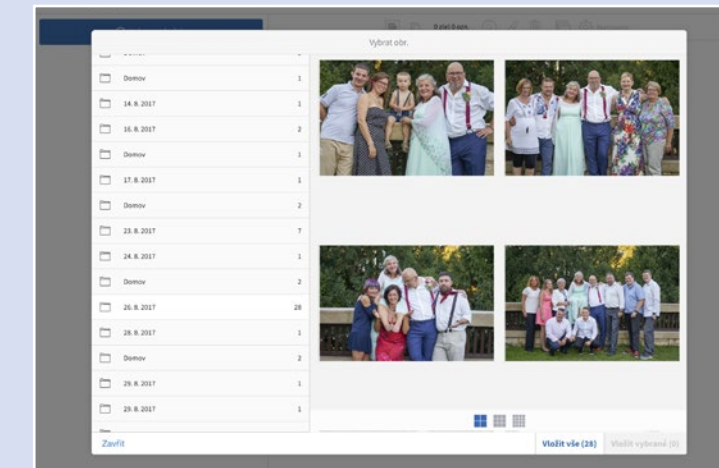 Vybrat obr.
Domov 1
14. 8. 2017 1
16. 8. 2017 2
Domov 1
17. 8. 2017 1
Domov 2
23. 8. 2017 7
24. 8. 2017 1
Domov 2
26. 8. 2017 28
28. 8. 2017 1
Domov 2
29. 8. 2017 1
29. 8. 2017 1
Zavřít
Vložit vše (28) Vložit vybrané (0)